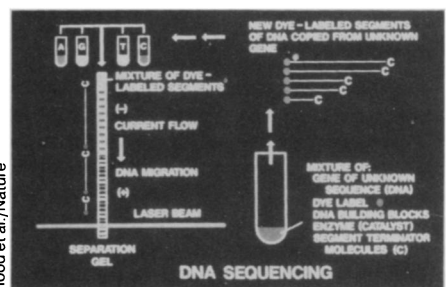 A G T C
NEW DYE - LABELED SEGMENTS
OF DNA COPIED FROM UNKNOWN
GENE
MIXTURE OF DYE -
LABELED SEGMENTS
(-)
CURRENT FLOW
DNA MIGRATION
(+)
LASER BEAM
SEPARATION
GEL
C
C
C
C
C
C
C
C
MIXTURE OF:
GENE OF UNKNOWN
SEQUENCE (DNA)
DYE LABEL
DNA BUILDING BLOCKS
ENZYME (CATALYST)
SEGMENT TERMINATOR
MOLECULES (C)
DNA SEQUENCING
et al./Nature